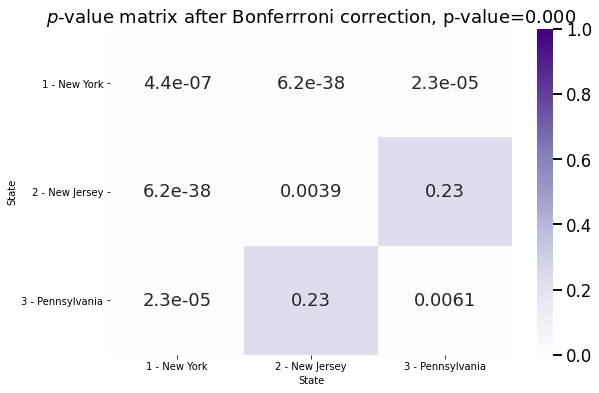 p-value matrix after Bonferrroni correction, p-value=0.000
1 - New York 4.4e-07 6.2e-38 2.3e-05
2 - New Jersey 6.2e-38 0.0039 0.23
3 - Pennsylvania 2.3e-05 0.23 0.0061
1 - New York 2 - New Jersey 3 - Pennsylvania
State
State
1.0
0.8
0.6
0.4
0.2
0.0